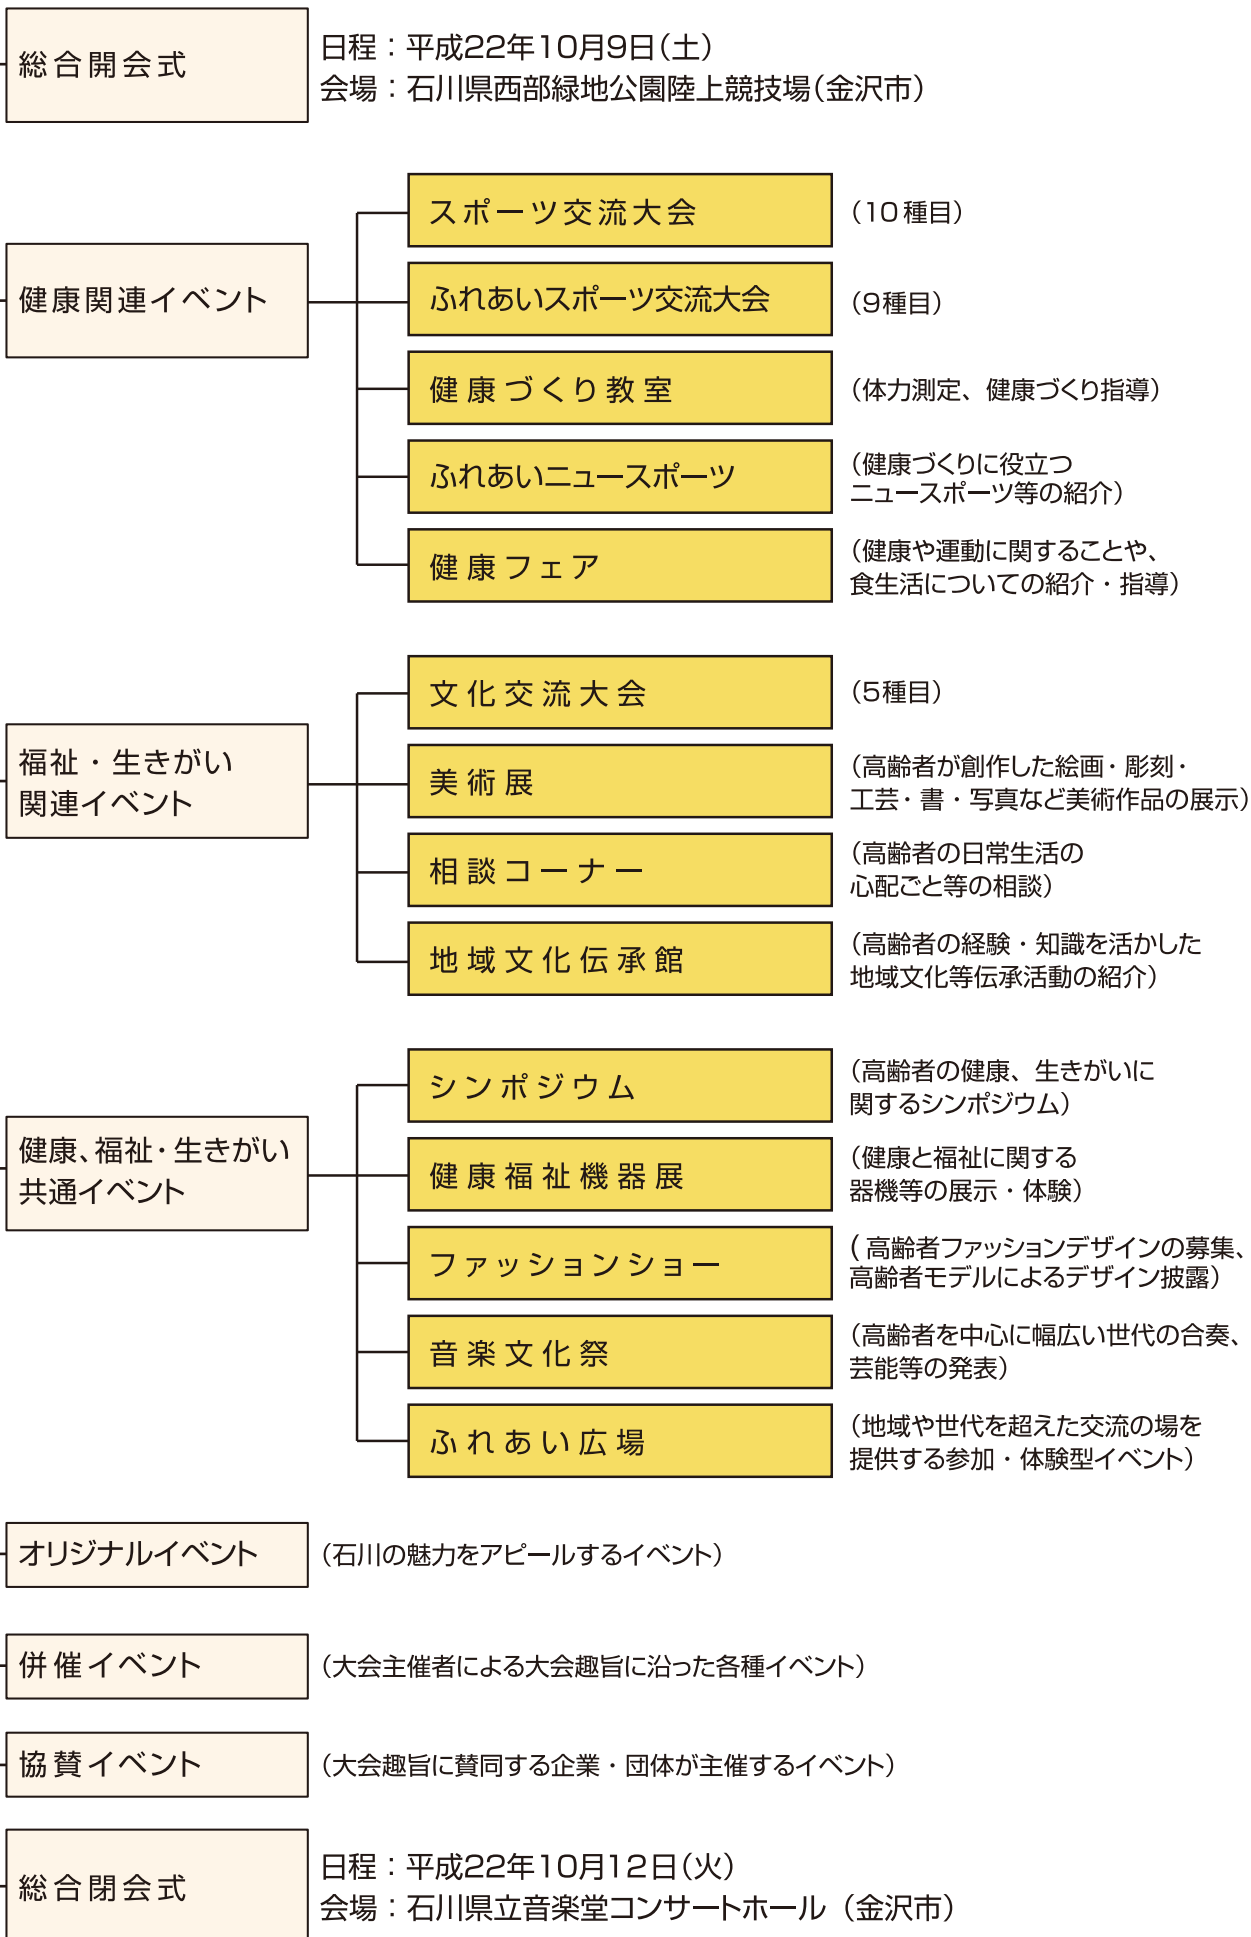 総合開会式
日程：平成22年10月9日(土)
会場：石川県西部緑地公園陸上競技場(金沢市)
健康関連イベント
スポーツ交流大会
(10種目)
ふれあいスポーツ交流大会
(9種目)
健康づくり教室
(体力測定、健康づくり指導)
ふれあいニュースポーツ
(健康づくりに役立つ
ニュースポーツ等の紹介)
健康フェア
(健康や運動に関することや、
食生活についての紹介・指導)
福祉・生きがい
関連イベント
文化交流大会
(5種目)
美術展
(高齢者が創作した絵画・彫刻・
工芸・書・写真など美術作品の展示)
相談コーナー
(高齢者の日常生活の
心配ごと等の相談)
地域文化伝承館
(高齢者の経験・知識を活かした
地域文化等伝承活動の紹介)
健康、福祉・生きがい
共通イベント
シンポジウム
(高齢者の健康、生きがいに
関するシンポジウム)
健康福祉機器展
(健康と福祉に関する
器機等の展示・体験)
ファッションショー
(高齢者ファッションデザインの募集、
高齢者モデルによるデザイン披露)
音楽文化祭
(高齢者を中心に幅広い世代の合奏、
芸能等の発表)
ふれあい広場
(地域や世代を超えた交流の場を
提供する参加・体験型イベント)
オリジナルイベント
(石川の魅力をアピールするイベント)
併催イベント
(大会主催者による大会趣旨に沿った各種イベント)
協賛イベント
(大会趣旨に賛同する企業・団体が主催するイベント)
総合閉会式
日程：平成22年10月12日(火)
会場：石川県立音楽堂コンサートホール (金沢市)